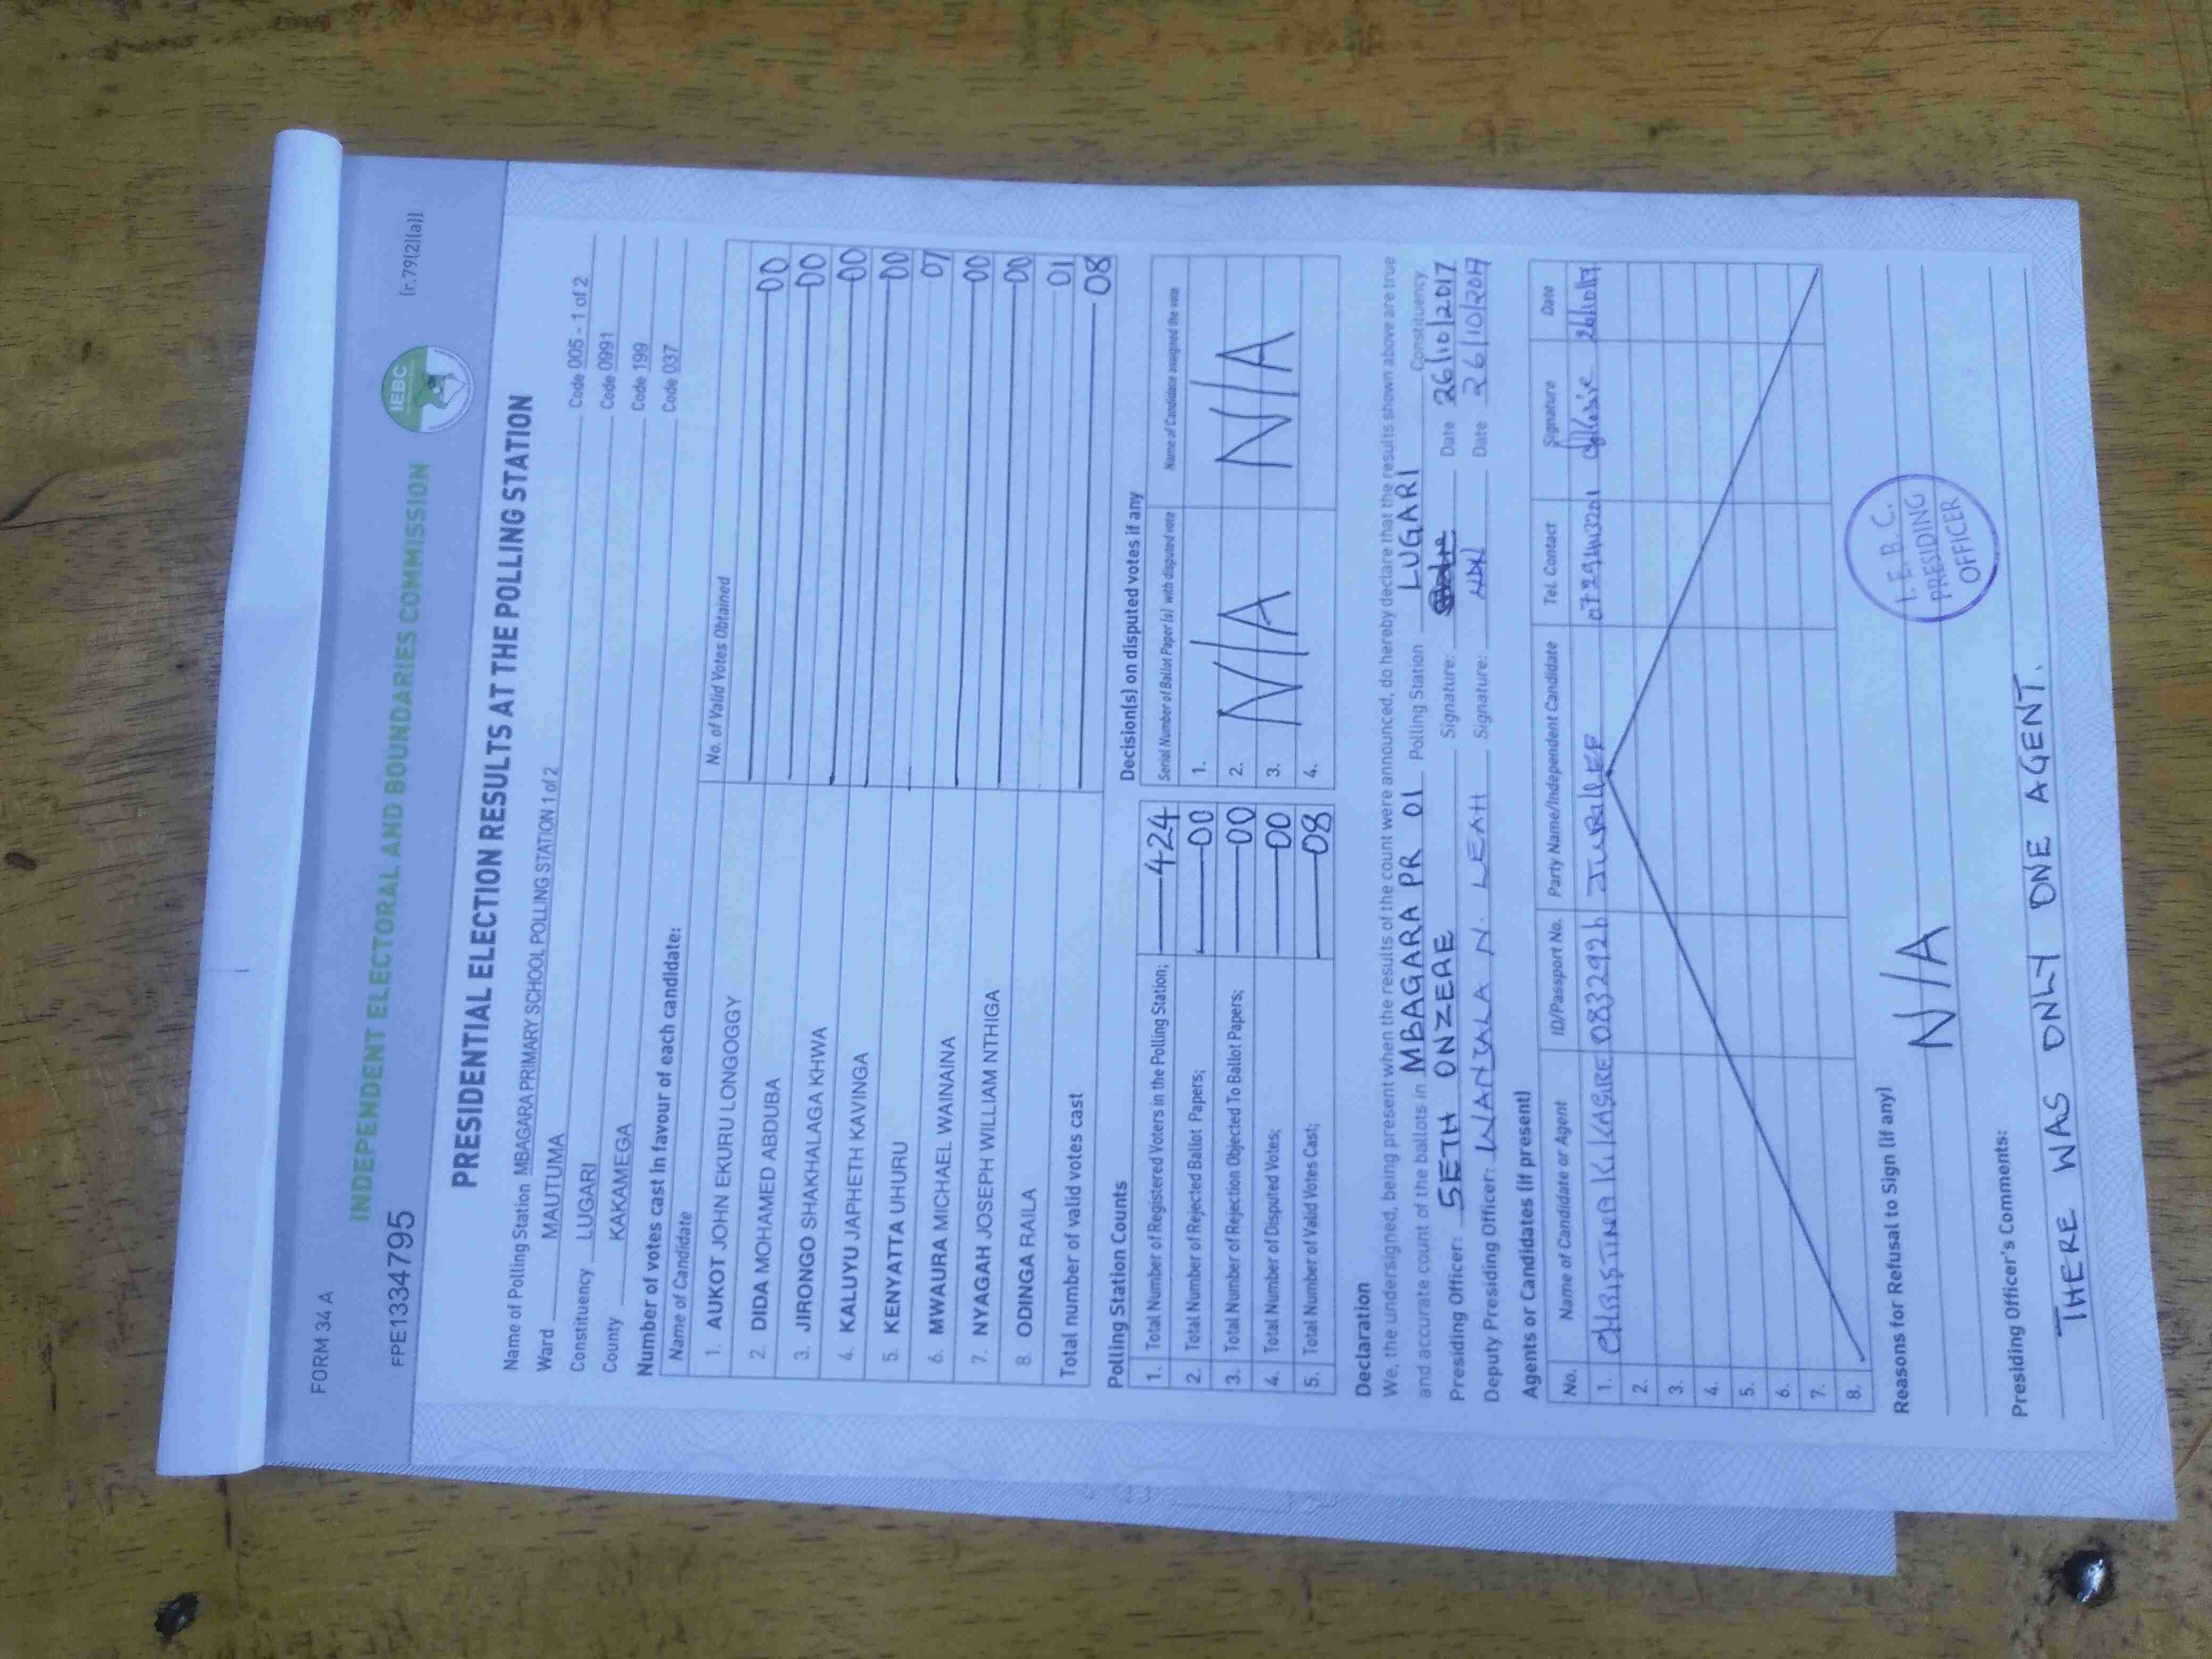 FORM 34 A
(r.79(2)(a))
INDEPENDENT ELECTORAL AND BOUNDARIES COMMISSION
IEBC
FPE1334795
PRESIDENTIAL ELECTION RESULTS AT THE POLLING STATION
Name of Polling Station MBAGARA PRIMARY SCHOOL POLLING STATION 1 of 2 Code 005 - 1 of 2
Ward MAUTUMA Code 0991
Constituency LUGARI Code 199
County KAKAMEGA Code 037
Number of votes cast in favour of each candidate:
Name of Candidate No. of Valid Votes Obtained
1. AUKOT JOHN EKURU LONGOGGY 00
2. DIDA MOHAMED ABDUBA 00
3. JIRONGO SHAKHALAGA KHWA 00
4. KALUYU JAPHETH KAVINGA 00
5. KENYATTA UHURU 07
6. MWAURA MICHAEL WAINAINA 00
7. NYAGAH JOSEPH WILLIAM NTHIGA 00
8. ODINGA RAILA 01
Total number of valid votes cast 08
Polling Station Counts
1. Total Number of Registered Voters in the Polling Station; 424
2. Total Number of Rejected Ballot Papers; 00
3. Total Number of Rejection Objected To Ballot Papers; 00
4. Total Number of Disputed Votes; 00
5. Total Number of Valid Votes Cast; 08
Decision(s) on disputed votes if any
Serial Number of Ballot Paper (s) with disputed vote Name of Candidate assigned the vote
1.
2. N/A N/A
3.
4.
Declaration
We, the undersigned, being present when the results of the count were announced, do hereby declare that the results shown above are true
and accurate count of the ballots in MBAGARA PR 01 Polling Station LUGARI Constituency
Presiding Officer: SETH ONZERE Signature: Date 26/10/2017
Deputy Presiding Officer: WANJALA N. LEAH Signature: Date 26/10/2017
Agents or Candidates (if present)
No. Name of Candidate or Agent ID/Passport No. Party Name/Independent Candidate Tel. Contact Signature Date
1. CHRISTINA K. KAGIRE 0832926 JUBILEE
2.
3.
4.
5.
6.
7.
8.
Reasons for Refusal to Sign (if any)
N/A
I.E.B.C.
PRESIDING
OFFICER
Presiding Officer's Comments:
THERE WAS ONLY ONE AGENT.